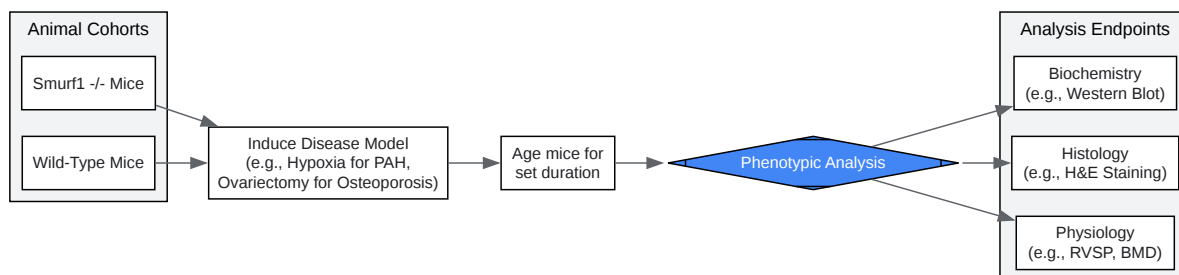 Animal Cohorts
Smurf1 -/- Mice
Wild-Type Mice
Induce Disease Model
(e.g., Hypoxia for PAH,
Ovariectomy for Osteoporosis)
Age mice for
set duration
Phenotypic Analysis
Analysis Endpoints
Biochemistry
(e.g., Western Blot)
Histology
(e.g., H&E Staining)
Physiology
(e.g., RVSP, BMD)